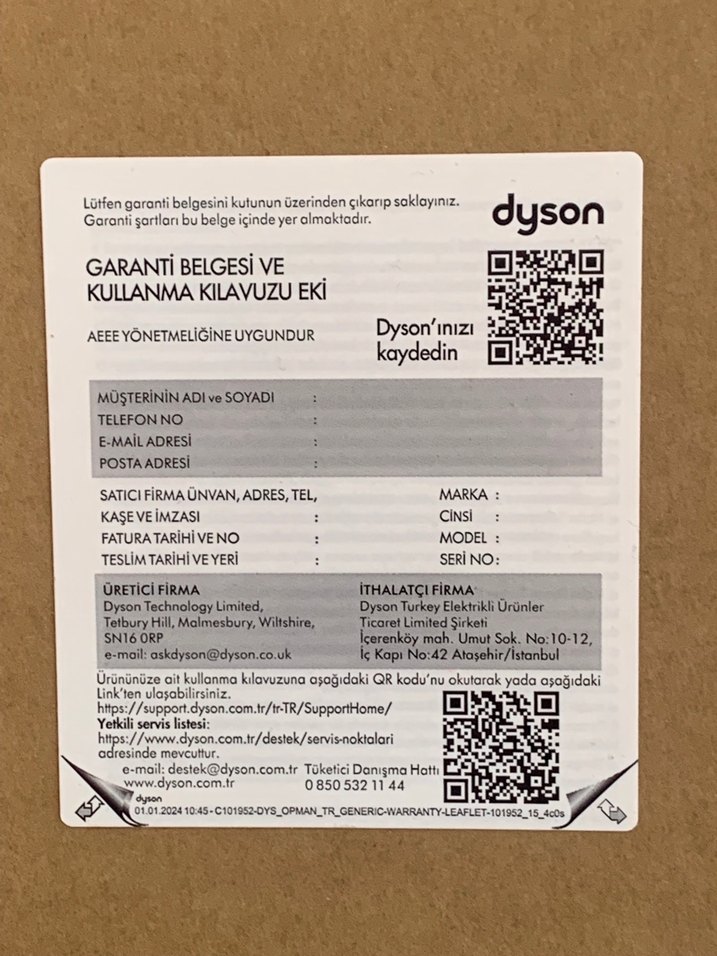 Lütfen garanti belgesini kutunun üzerinden çıkarıp saklayınız.
Garanti şartları bu belge içinde yer almaktadır.
dyson
GARANTİ BELGESİ VE
KULLANMA KILAVUZU EKİ
AEEE YÖNETMELİĞİNE UYGUNDUR
Dyson'ınızı
kaydedin
MÜŞTERİNİN ADI ve SOYADI :
TELEFON NO :
E-MAIL ADRESİ :
POSTA ADRESİ :
SATICI FİRMA ÜNVAN, ADRES, TEL,
KAŞE VE İMZASI :
FATURA TARİHİ VE NO :
TESLİM TARİHİ VE YERİ :
MARKA :
CİNSİ :
MODEL :
SERİ NO:
ÜRETİCİ FİRMA
Dyson Technology Limited,
Tetbury Hill, Malmesbury, Wiltshire,
SN16 0RP
e-mail: askdyson@dyson.co.uk
İTHALATÇI FİRMA
Dyson Turkey Elektrikli Ürünler
Ticaret Limited Şirketi
İçerenköy mah. Umut Sok. No:10-12,
İç Kapı No:42 Ataşehir/İstanbul
Ürününüze ait kullanma kılavuzuna aşağıdaki QR kodu'nu okutarak yada aşağıdaki
Link'ten ulaşabilirsiniz.
https://support.dyson.com.tr/tr-TR/SupportHome/
Yetkili servis listesi:
https://www.dyson.com.tr/destek/servis-noktalari
adresinde mevcuttur.
e-mail: destek@dyson.com.tr Tüketici Danışma Hattı
www.dyson.com.tr 0 850 532 11 44
dyson
01.01.2024 10:45 - C101952-DYS_OPMAN_TR_GENERIC-WARRANTY-LEAFLET-101952_15_4c0s